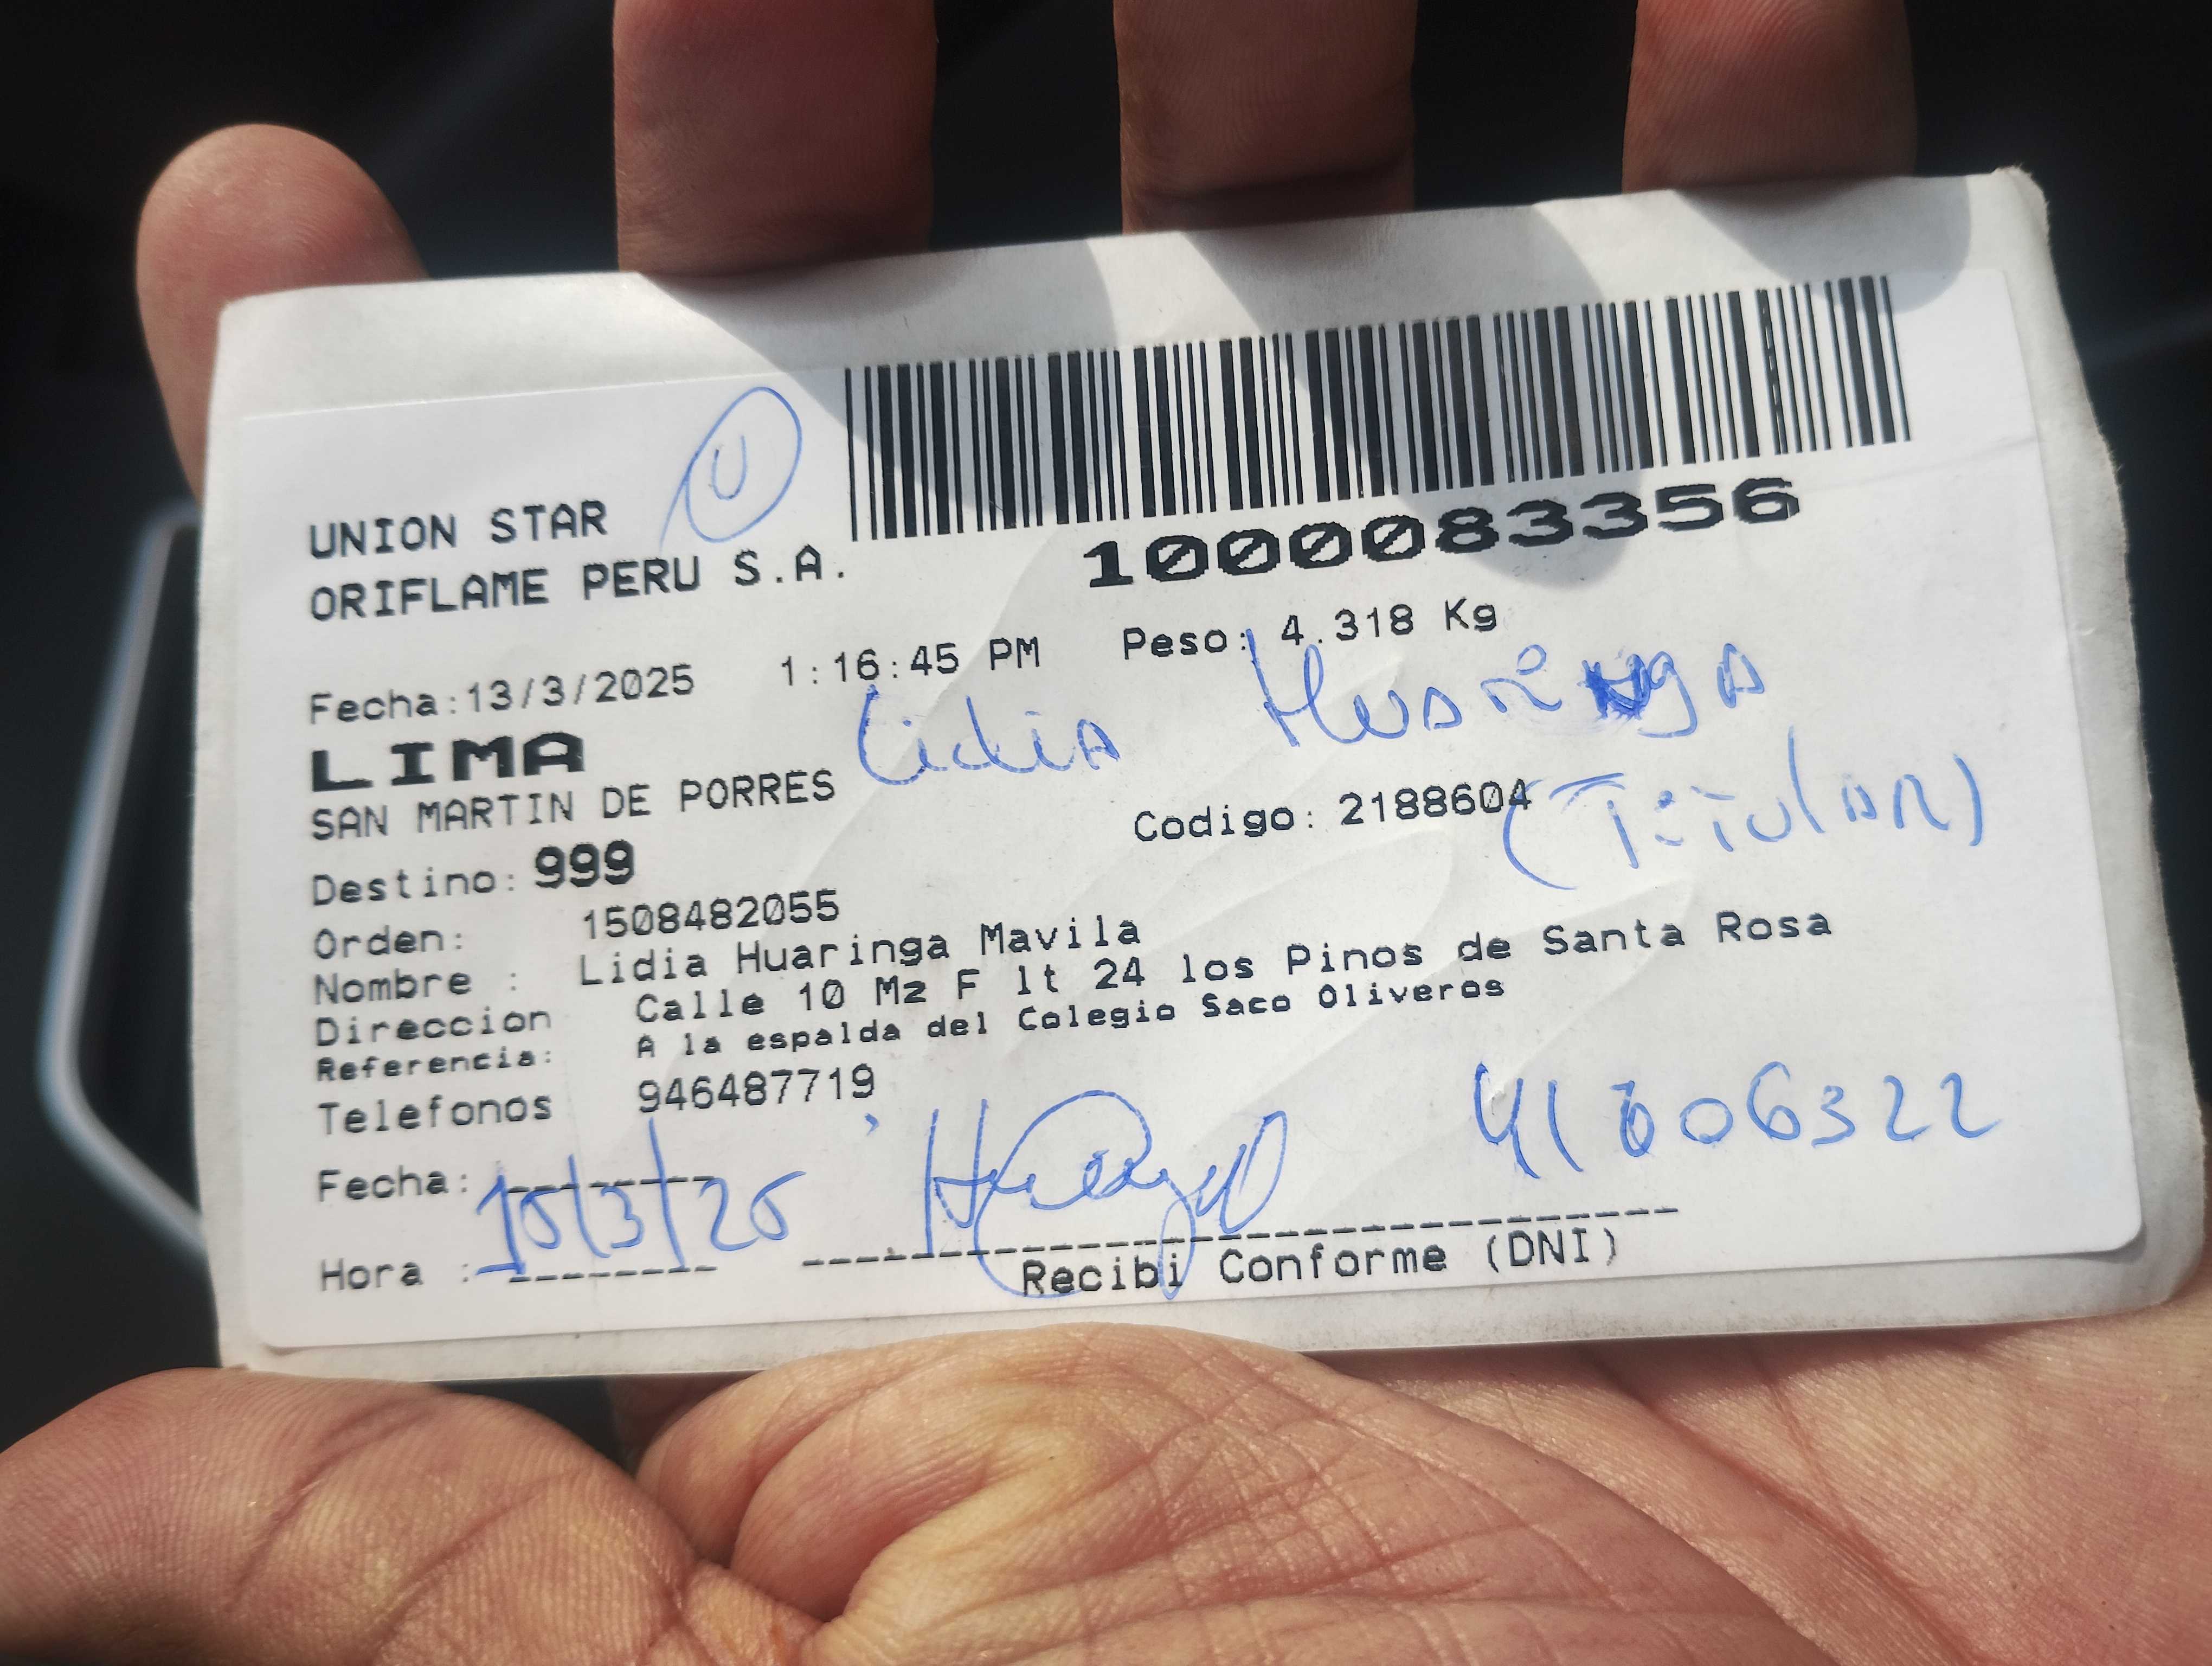 UNION STAR
U
ORIFLAME PERU S.A.
1000083356
Fecha:13/3/2025 1:16:45 PM Peso: 4.318 Kg
Lidia Huaringa
LIMA
SAN MARTIN DE PORRES
Codigo: 2188604
(Titular)
Destino: 999
Orden: 1508482055
Nombre : Lidia Huaringa Mavila
Direccion Calle 10 Mz F lt 24 los Pinos de Santa Rosa
Referencia: A la espalda del Colegio Saco Oliveros
Telefonos 946487719
Fecha: 15/3/25
Hora :
Recibi Conforme (DNI)